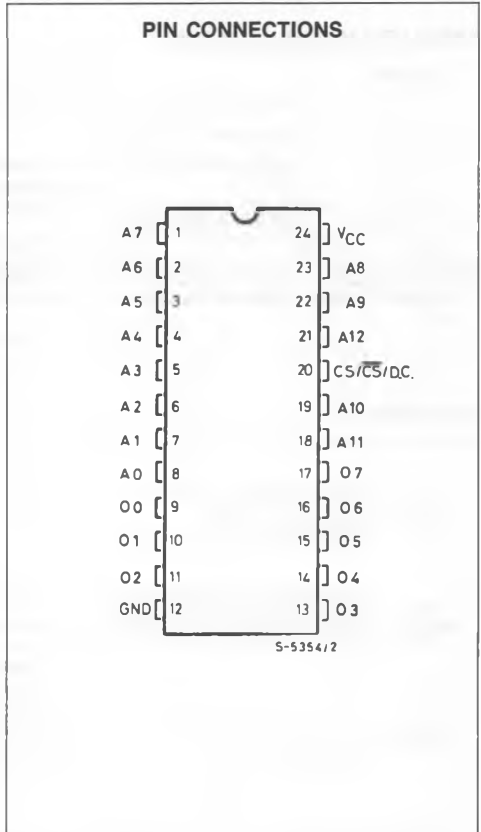 PIN CONNECTIONS
A7 1 24 VCC
A6 2 23 A8
A5 3 22 A9
A4 4 21 A12
A3 5 20 CS/C̅S̅/D.C.
A2 6 19 A10
A1 7 18 A11
A0 8 17 O7
O0 9 16 O6
O1 10 15 O5
O2 11 14 O4
GND 12 13 O3
S-5354/2